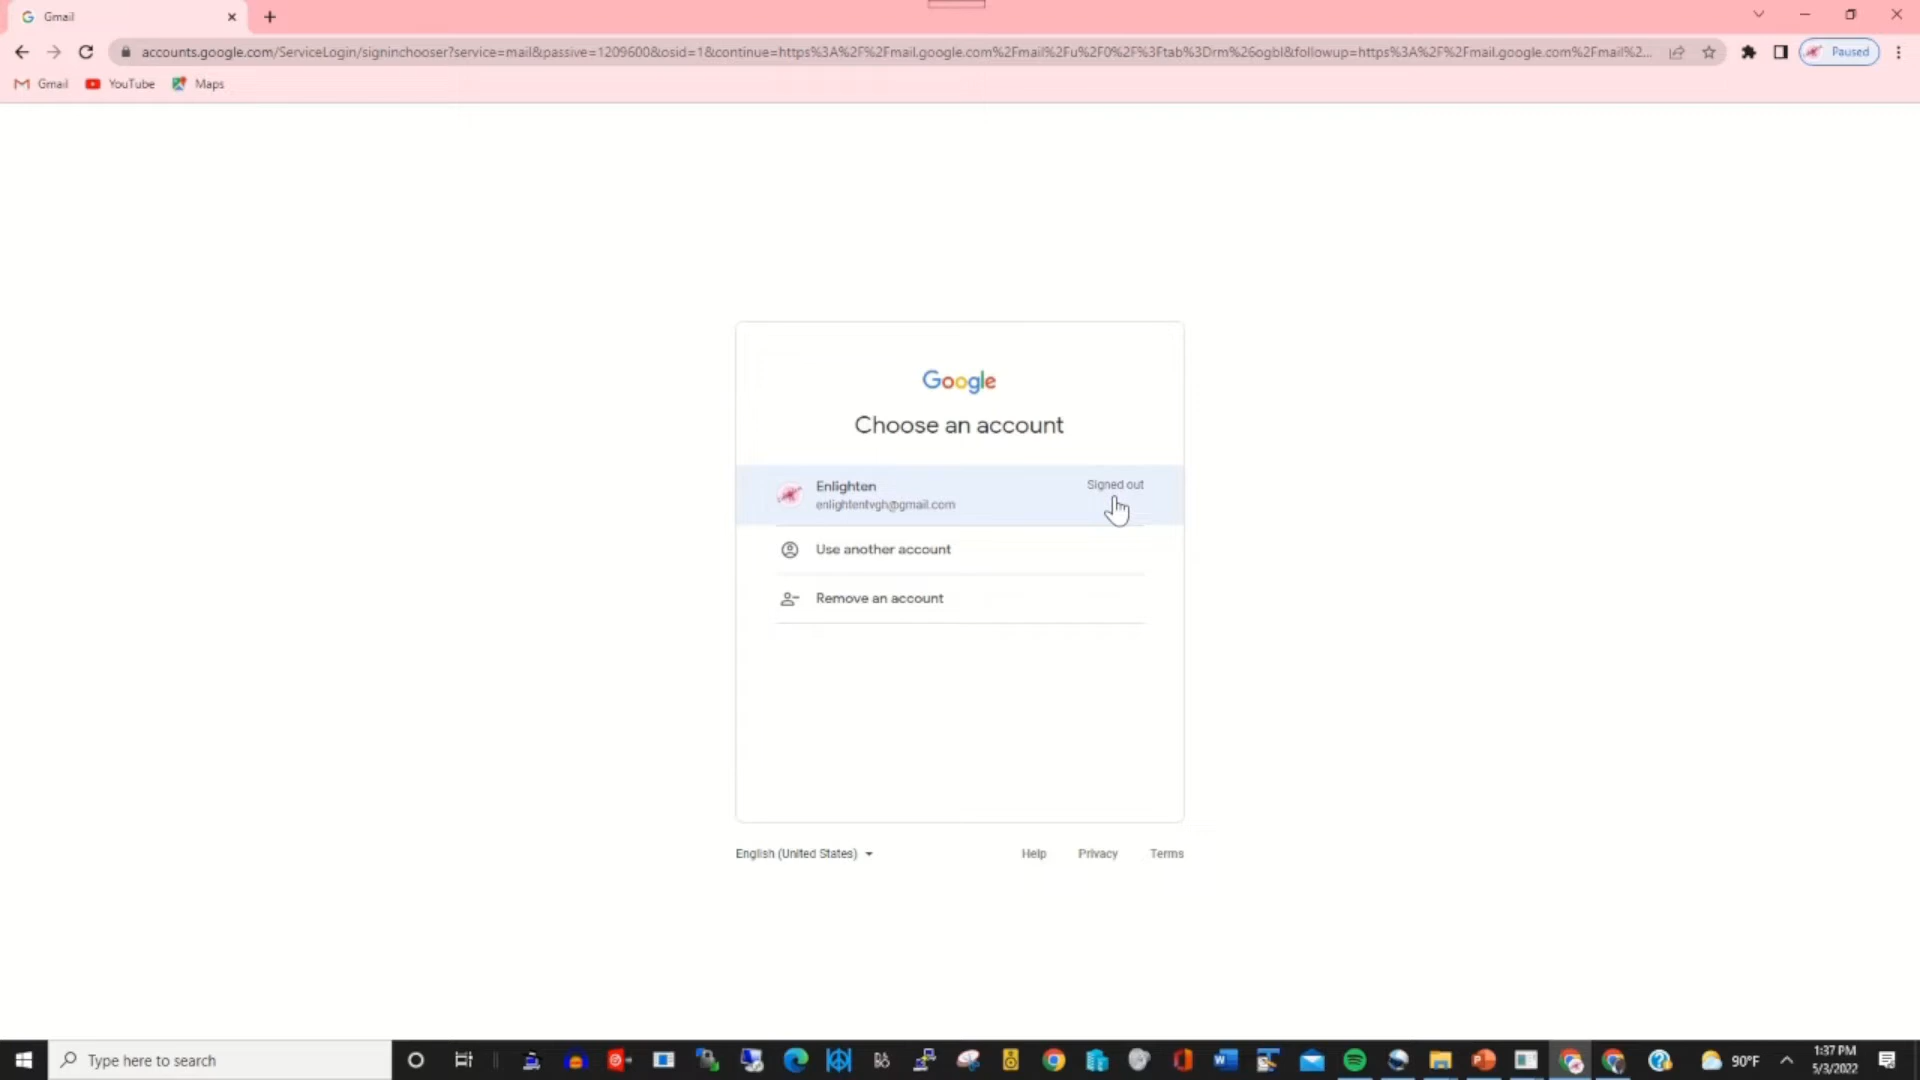 Gmail
accounts.google.com/ServiceLogin/signinchooser?service=mail&passive=1209600&osid=1&continue=https%3A%2F%2Fmail.google.com%2Fmail%2Fu%2F0%2F%3Ftab%3Drm%26ogbl&followup=https%3A%2F%2Fmail.google.com%2Fmail%2...
Paused
Gmail YouTube Maps
Google
Choose an account
Enlighten
Signed out
enlightentvgh@gmail.com
Use another account
Remove an account
English (United States) Help Privacy Terms
Type here to search
90°F
1:37 PM
5/3/2022